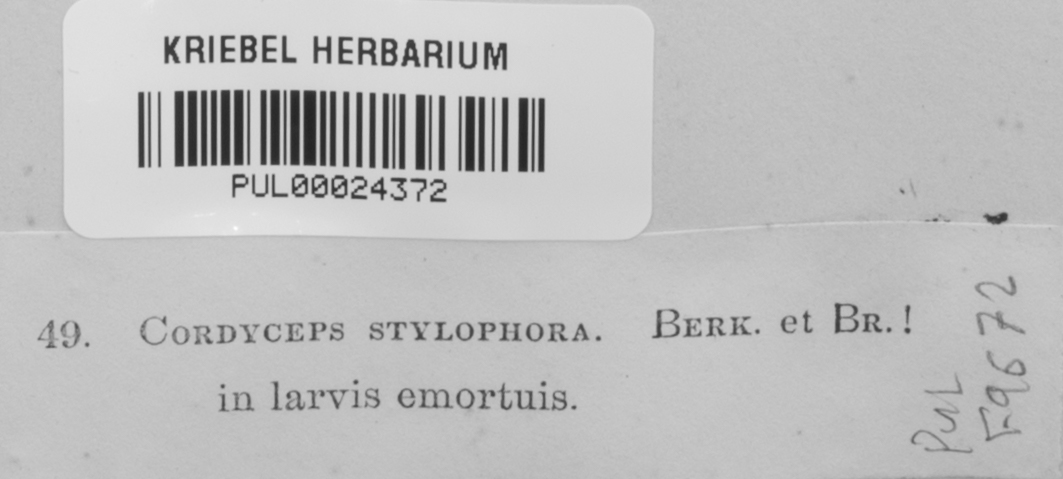 KRIEBEL HERBARIUM
PUL00024372
49. CORDYCEPS STYLOPHORA. BERK. et BR.!
in larvis emortuis.
PUL
F9672